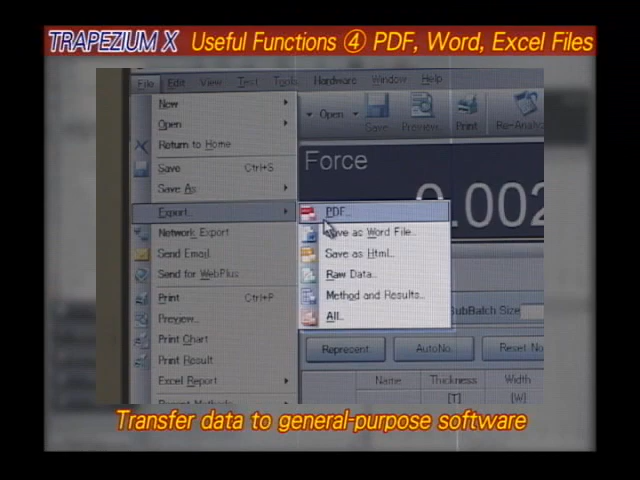 TRAPEZIUM X Useful Functions ④ PDF, Word, Excel Files
File Edit View Test Tools Hardware Window Help
New
Open
Return to Home
Save Ctrl+S
Save As
Export..
Network Export
Send Email
Send for WebPlus
Print Ctrl+P
Preview..
Print Chart
Print Result
Excel Report
Recent Methods
PDF..
Save as Word File..
Save as Html..
Raw Data..
Method and Results..
All..
Open
Save Preview Print Re-Analy
Force
0.002
SubBatch Size
Represent. AutoNo. Reset No
Name Thickness Width
[T] [W]
Transfer data to general-purpose software